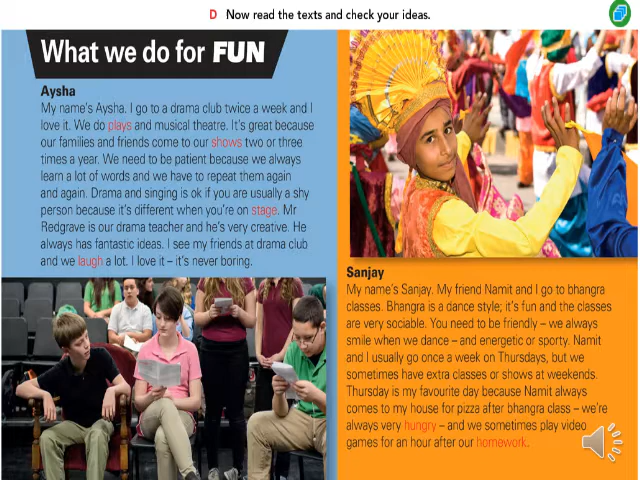 D Now read the texts and check your ideas.
What we do for FUN
Aysha
My name's Aysha. I go to a drama club twice a week and I
love it. We do plays and musical theatre. It's great because
our families and friends come to our shows two or three
times a year. We need to be patient because we always
learn a lot of words and we have to repeat them again
and again. Drama and singing is ok if you are usually a shy
person because it's different when you're on stage. Mr
Redgrave is our drama teacher and he's very creative. He
always has fantastic ideas. I see my friends at drama club
and we laugh a lot. I love it – it's never boring.
Sanjay
My name's Sanjay. My friend Namit and I go to bhangra
classes. Bhangra is a dance style; it's fun and the classes
are very sociable. You need to be friendly – we always
smile when we dance – and energetic or sporty. Namit
and I usually go once a week on Thursdays, but we
sometimes have extra classes or shows at weekends.
Thursday is my favourite day because Namit always
comes to my house for pizza after bhangra class – we're
always very hungry – and we sometimes play video
games for an hour after our homework.